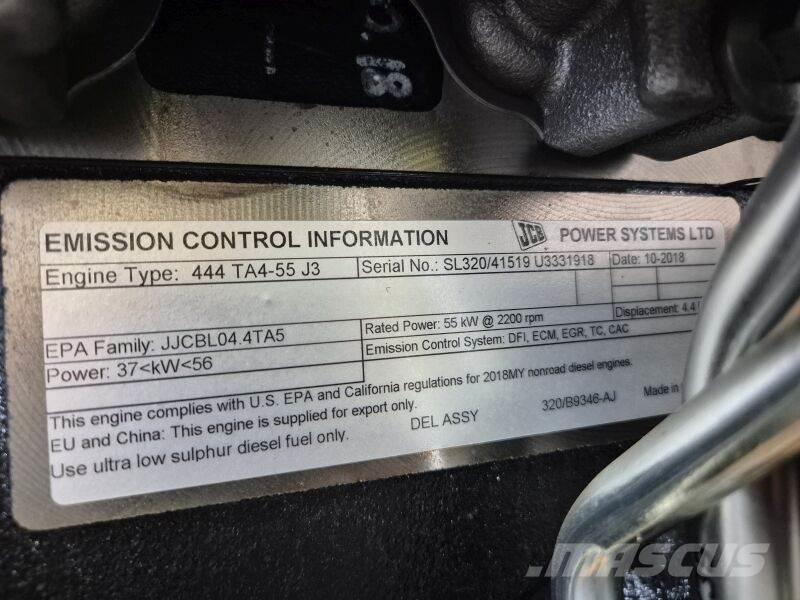 EMISSION CONTROL INFORMATION JCB POWER SYSTEMS LTD
Engine Type: 444 TA4-55 J3 Serial No.: SL320/41519 U3331918 Date: 10-2018
EPA Family: JJCBL04.4TA5 Rated Power: 55 kW @ 2200 rpm Displacement: 4.4
Power: 37<kW<56 Emission Control System: DFI, ECM, EGR, TC, CAC
This engine complies with U.S. EPA and California regulations for 2018MY nonroad diesel engines.
EU and China: This engine is supplied for export only.
Use ultra low sulphur diesel fuel only. DEL ASSY 320/B9346-AJ Made in
MASCUS